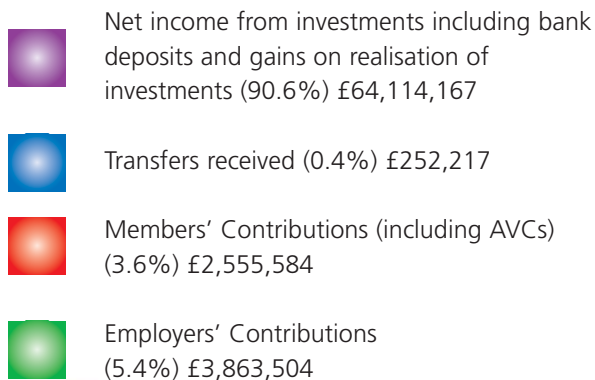 Net income from investments including bank
deposits and gains on realisation of
investments (90.6%) £64,114,167
Transfers received (0.4%) £252,217
Members’ Contributions (including AVCs)
(3.6%) £2,555,584
Employers’ Contributions
(5.4%) £3,863,504